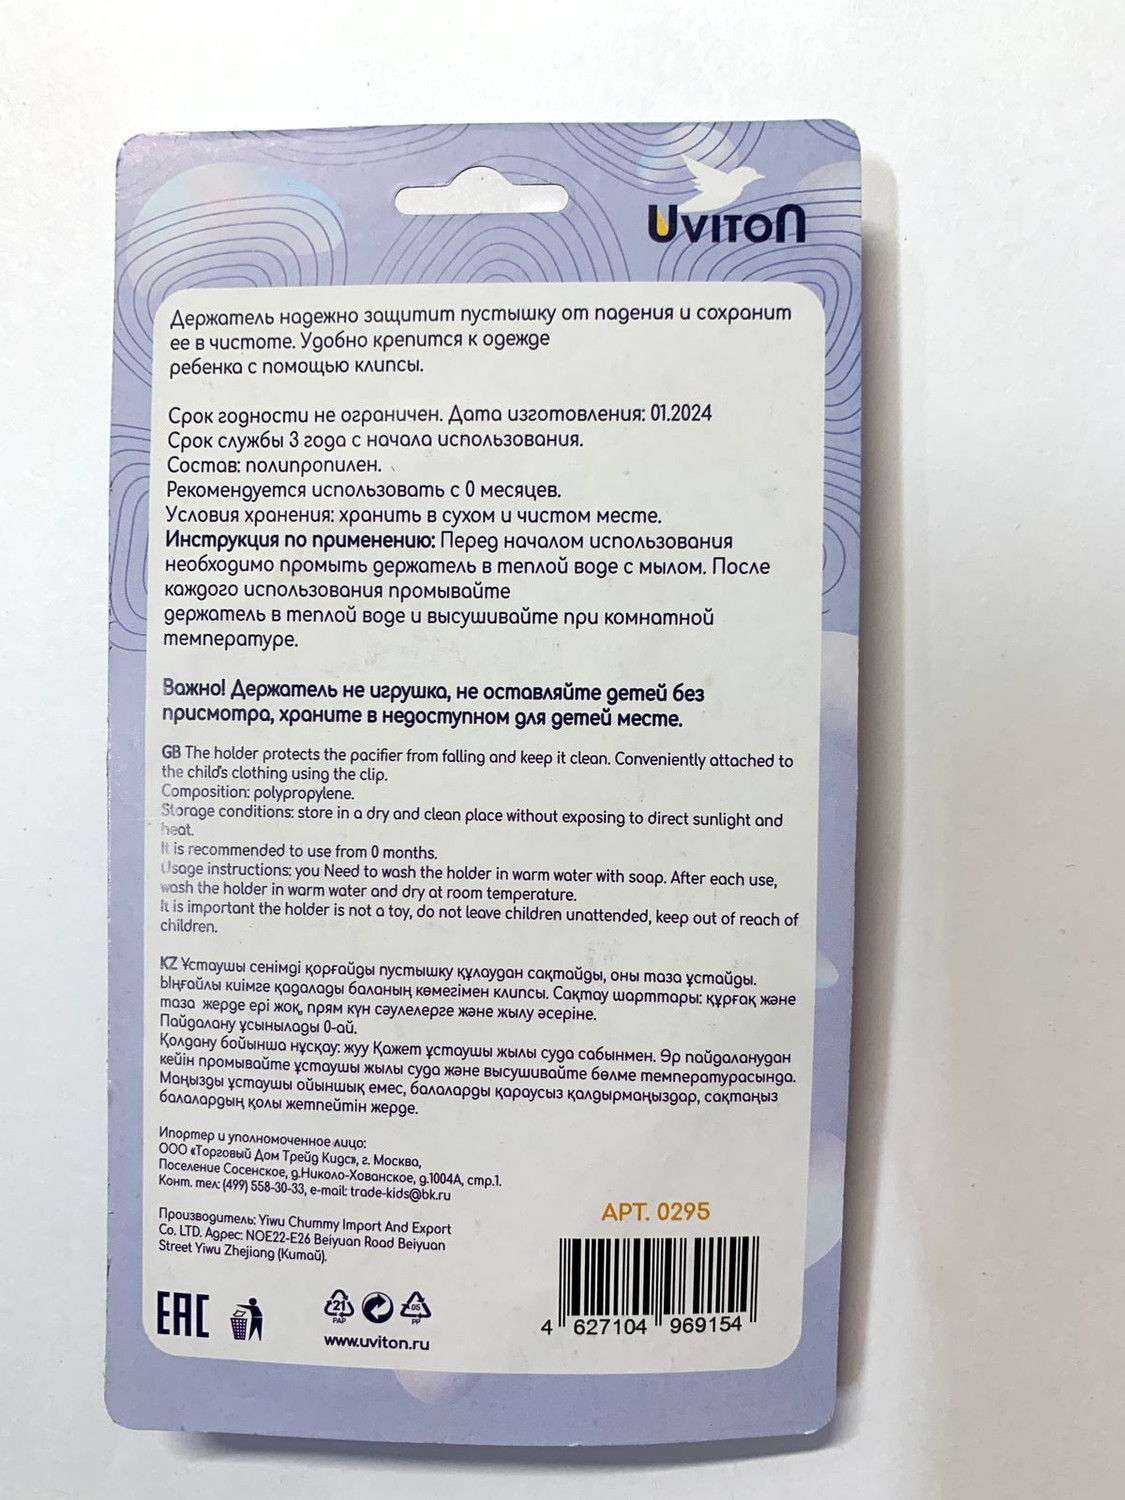 UVITON
Держатель надежно защитит пустышку от падения и сохранит
ее в чистоте. Удобно крепится к одежде
ребенка с помощью клипсы.
Срок годности не ограничен. Дата изготовления: 01.2024
Срок службы 3 года с начала использования.
Состав: полипропилен.
Рекомендуется использовать с 0 месяцев.
Условия хранения: хранить в сухом и чистом месте.
Инструкция по применению: Перед началом использования
необходимо промыть держатель в теплой воде с мылом. После
каждого использования промывайте
держатель в теплой воде и высушивайте при комнатной
температуре.
Важно! Держатель не игрушка, не оставляйте детей без
присмотра, храните в недоступном для детей месте.
GB The holder protects the pacifier from falling and keep it clean. Conveniently attached to
the child's clothing using the clip.
Composition: polypropylene.
Storage conditions: store in a dry and clean place without exposing to direct sunlight and
heat.
It is recommended to use from 0 months.
Usage instructions: you Need to wash the holder in warm water with soap. After each use,
wash the holder in warm water and dry at room temperature.
It is important the holder is not a toy, do not leave children unattended, keep out of reach of
children.
KZ Ұстаушы сенімді қорғайды пустышку құлаудан сақтайды, оны таза ұстайды.
Ыңғайлы киімге қадалады баланың көмегімен клипсы. Сақтау шарттары: құрғақ және
таза жерде ері жоқ, прям күн сәулелерге және жылу әсеріне.
Пайдалану ұсынылады 0-ай.
Қолдану бойынша нұсқау: жуу Қажет ұстаушы жылы суда сабынмен. Әр пайдаланудан
кейін промывайте ұстаушы жылы суда және высушивайте бөлме температурасында.
Маңызды ұстаушы ойыншық емес, балаларды қараусыз қалдырмаңыздар, сақтаңыз
балалардың қолы жетпейтін жерде.
Ипортер и уполномоченное лицо:
ООО «Торговый Дом Трейд Кидс», г. Москва,
Поселение Сосенское, д.Николо-Хованское, д.1004А, стр.1.
Конт. тел: (499) 558-30-33, e-mail: trade-kids@bk.ru
Производитель: Yiwu Chummy Import And Export
Co. LTD. Адрес: NOE22-E26 Beiyuan Road Beiyuan
Street Yiwu Zhejiang (Китай).
АРТ. 0295
EAC
21
PAP
05
PP
www.uviton.ru
4 627104 969154